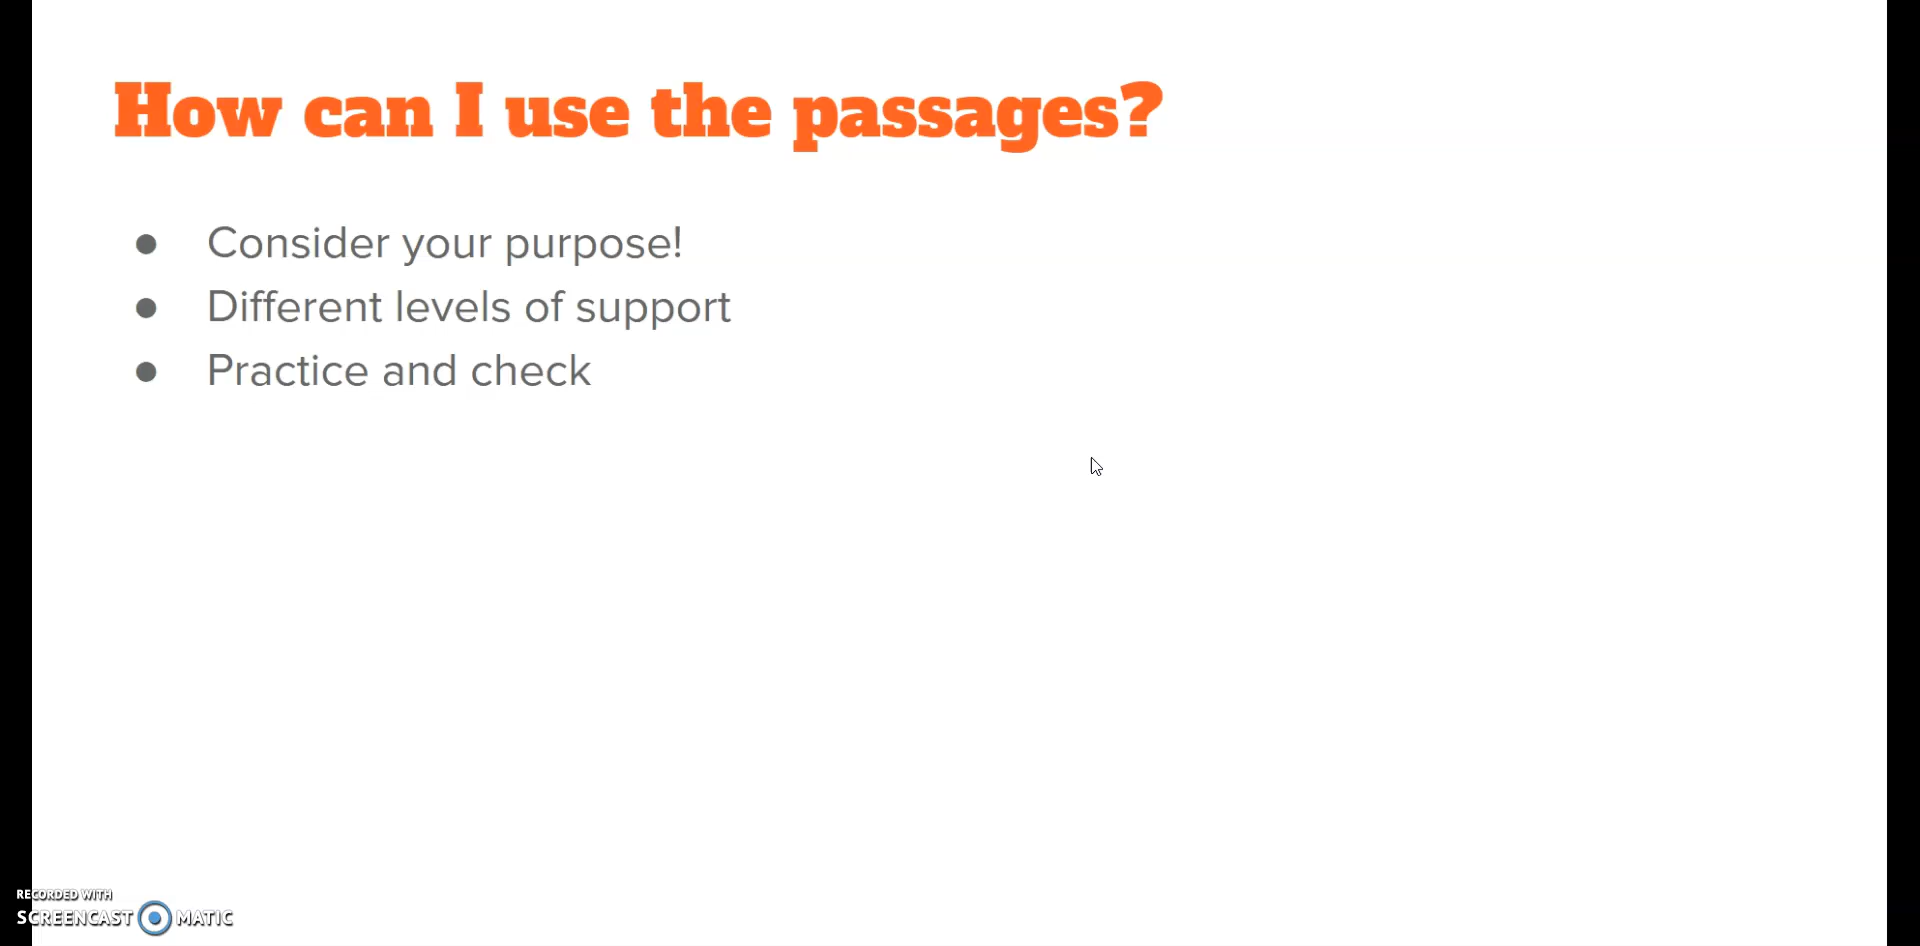 How can I use the passages?
● Consider your purpose!
● Different levels of support
● Practice and check
RECORDED WITH
SCREENCAST MATIC